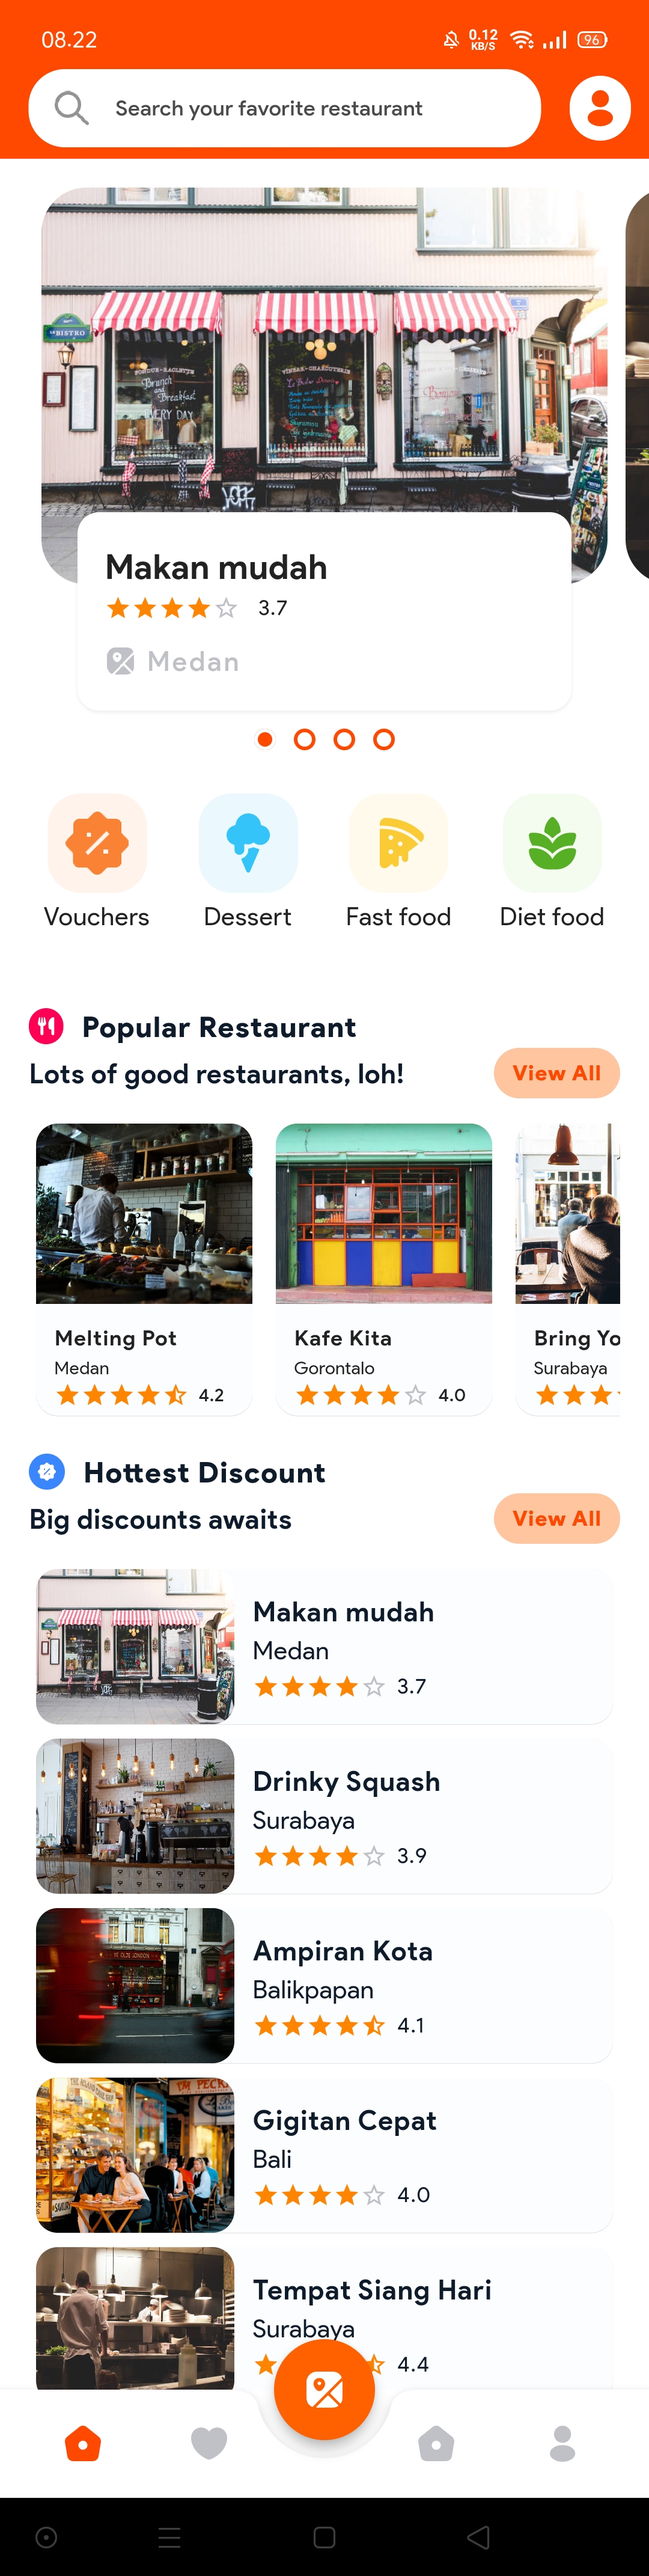 08.22
0.12
KB/S
96
Search your favorite restaurant
BISTRO
Brunch
and
Breakfast
EVERY DAY
Makan mudah
3.7
Medan
Vouchers
Dessert
Fast food
Diet food
Popular Restaurant
Lots of good restaurants, loh!
View All
Melting Pot
Medan
4.2
Kafe Kita
Gorontalo
4.0
Bring Yo
Surabaya
Hottest Discount
Big discounts awaits
View All
Makan mudah
Medan
3.7
Drinky Squash
Surabaya
3.9
Ampiran Kota
Balikpapan
4.1
Gigitan Cepat
Bali
4.0
Tempat Siang Hari
Surabaya
4.4